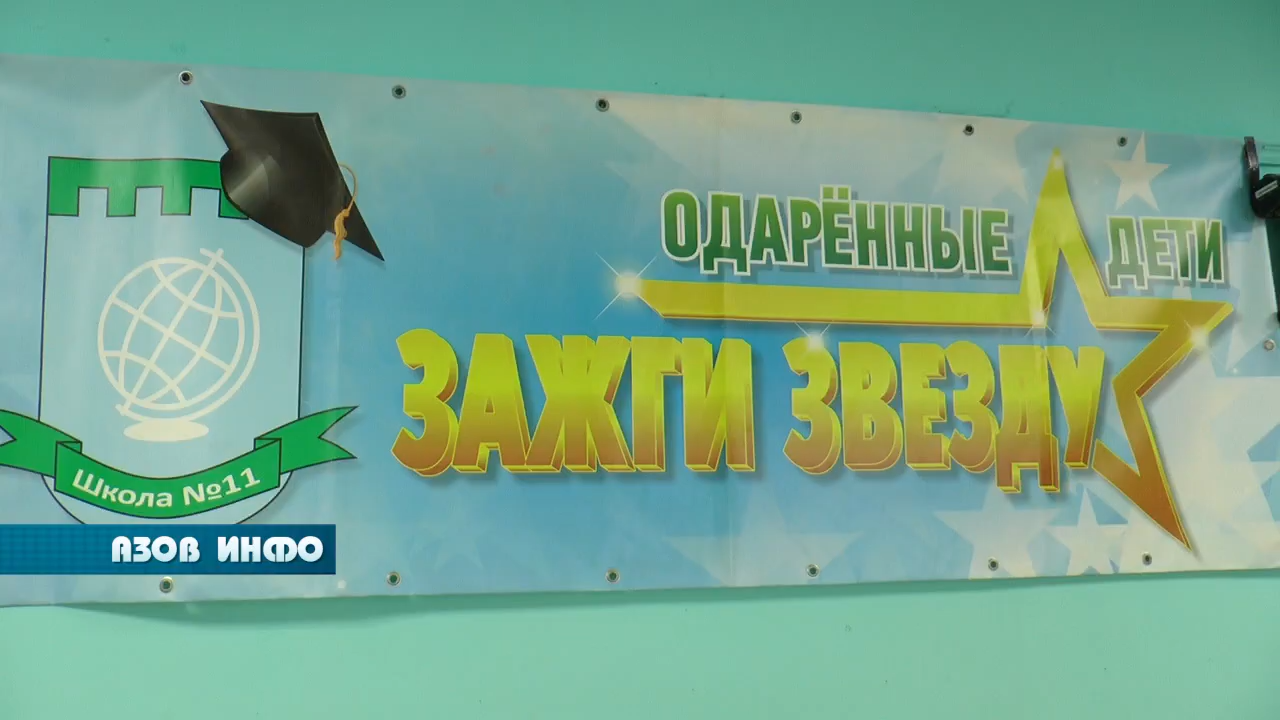 ОДАРЁННЫЕ ДЕТИ
ЗАЖГИ ЗВЕЗДУ
Школа №11
АЗОВ ИНФО